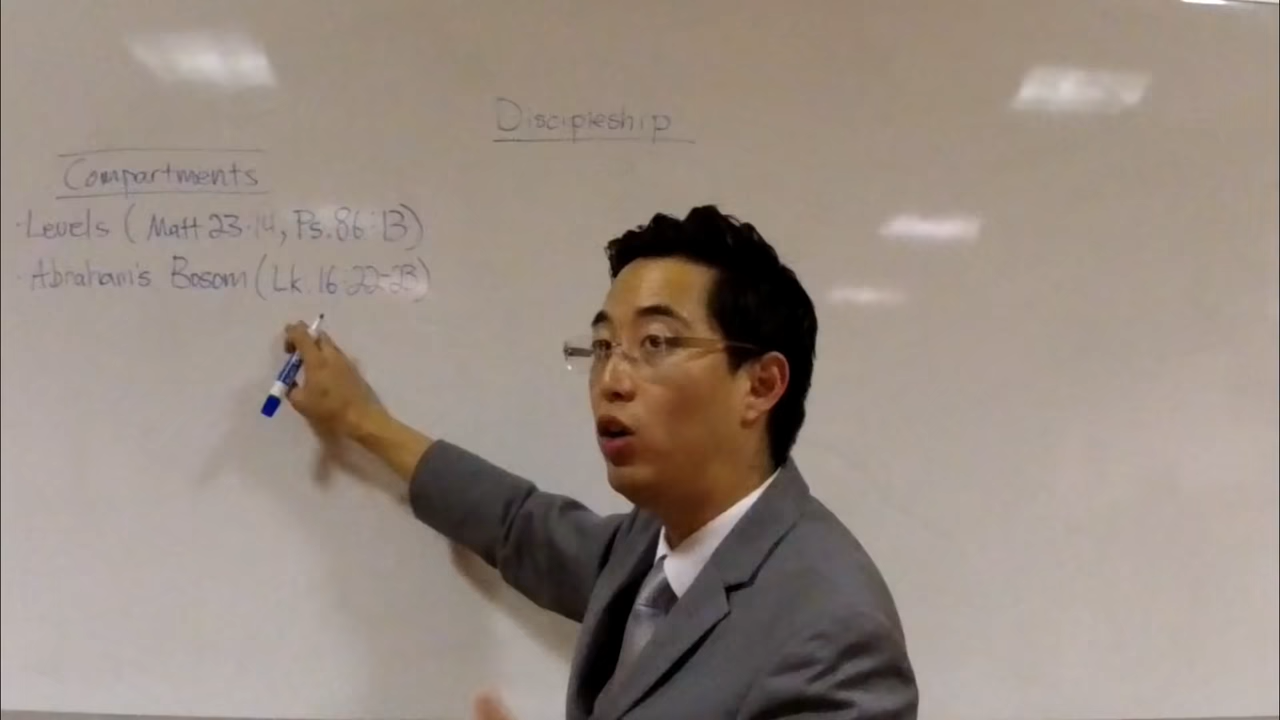 Discipleship
Compartments
·Levels (Matt 23:14, Ps. 86:13)
·Abraham's Bosom (Lk. 16:22-23)